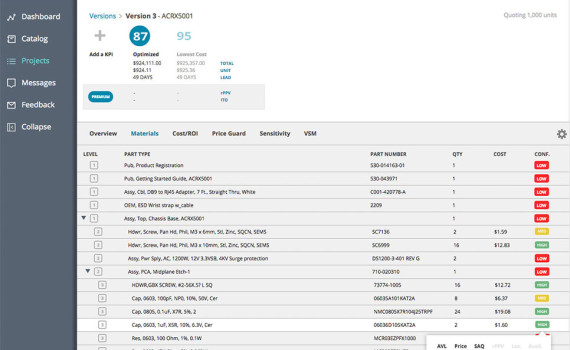 Dashboard
Catalog
Projects
Messages
Feedback
Collapse
Versions > Version 3 - ACRX5001
Quoting 1,000 units
Add a KPI
87
Optimized
$924,111.00
$924.11
49 DAYS
95
Lowest Cost
$925,357.00
$925.36
49 DAYS
TOTAL
UNIT
LEAD
PREMIUM
- -
- -
+PPV
ITO
Overview Materials Cost/ROI Price Guard Sensitivity VSM
LEVEL PART TYPE PART NUMBER QTY COST CONF.
1 Pub, Product Registration 530-014163-01 1 LOW
1 Pub, Getting Started Guide, ACRX5001 530-043971 1 LOW
1 Assy, Cbl, DB9 to RJ45 Adapter, 7 Ft., Straight Thru, White C001-420778-A 1 LOW
1 OEM, ESD Wrist strap w_cable 2209 1 LOW
1 Assy, Top, Chassis Base, ACRX5001 1 LOW
2 Hdwr, Screw, Pan Hd, Phil, M3 x 6mm, Stl, Zinc, SQCN, SEMS SC7136 2 $1.59 MED
2 Hdwr, Screw, Pan Hd, Phil, M3 x 10mm, Stl, Zinc, SQCN, SEMS SC6999 16 $12.83 HIGH
2 Assy, Pwr Sply, AC, 1200W, 12V 3.3VSB, 4KV Surge protection DS1200-3-401 REV G 2 LOW
2 Assy, PCA, Midplane Etch-1 710-020310 1 LOW
3 HDWR,GBX SCREW, #2-56X .5" L, SQ 73774-1005 16 $12.72 HIGH
3 Cap, 0603, 100pF, NP0, 10%, 50V, Cer 06035A101KAT2A 8 $6.37 MED
3 Cap, 0805, 0.1uF, X7R, 5%, 2 NMC0805X7R104J25TRPF 24 $19.08 HIGH
3 Cap, 0603, 1uF, X5R, 10%, 6.3V, Cer 06036D105KAT2A 2 $1.60 HIGH
3 Res, 0603, 100 Ohm, 1%, 0.1W MCR03EZPFX1000
AVL Price SAQ +PPV Lan.